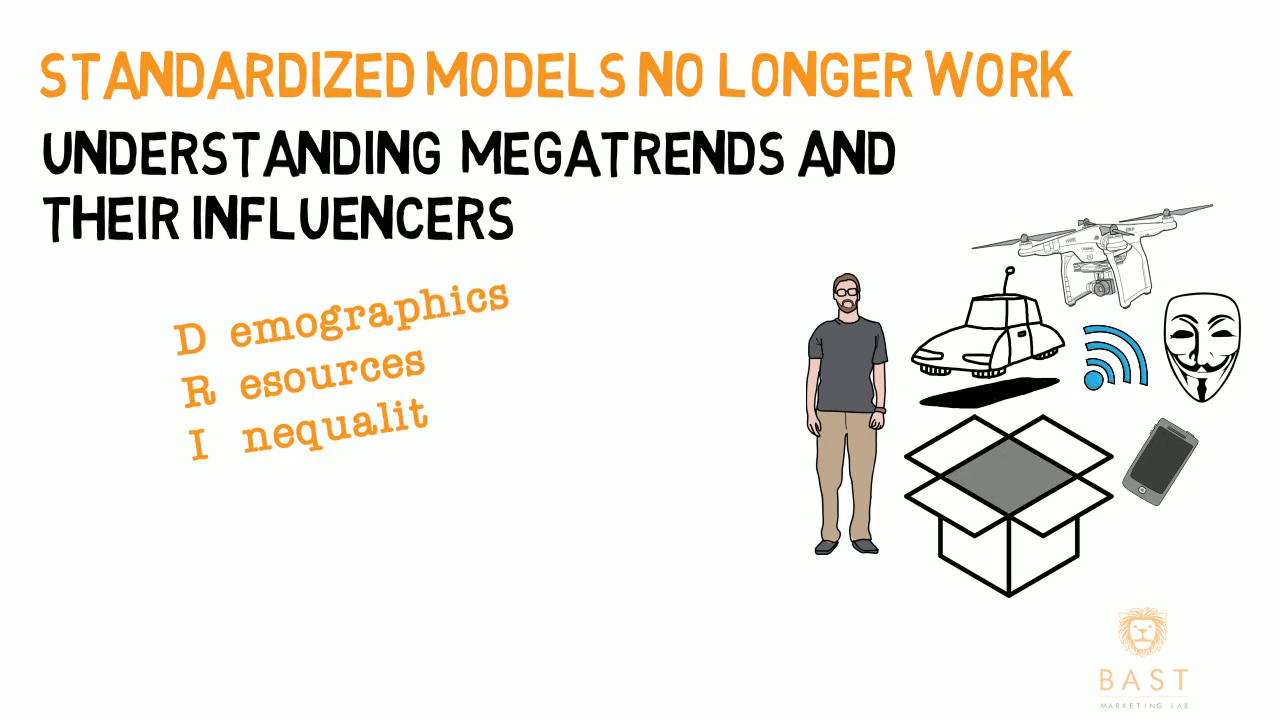 STANDARDIZED MODELS NO LONGER WORK
UNDERSTANDING MEGATRENDS AND
THEIR INFLUENCERS
D emographics
R esources
I nequalit
BAST
MARKETING LAB